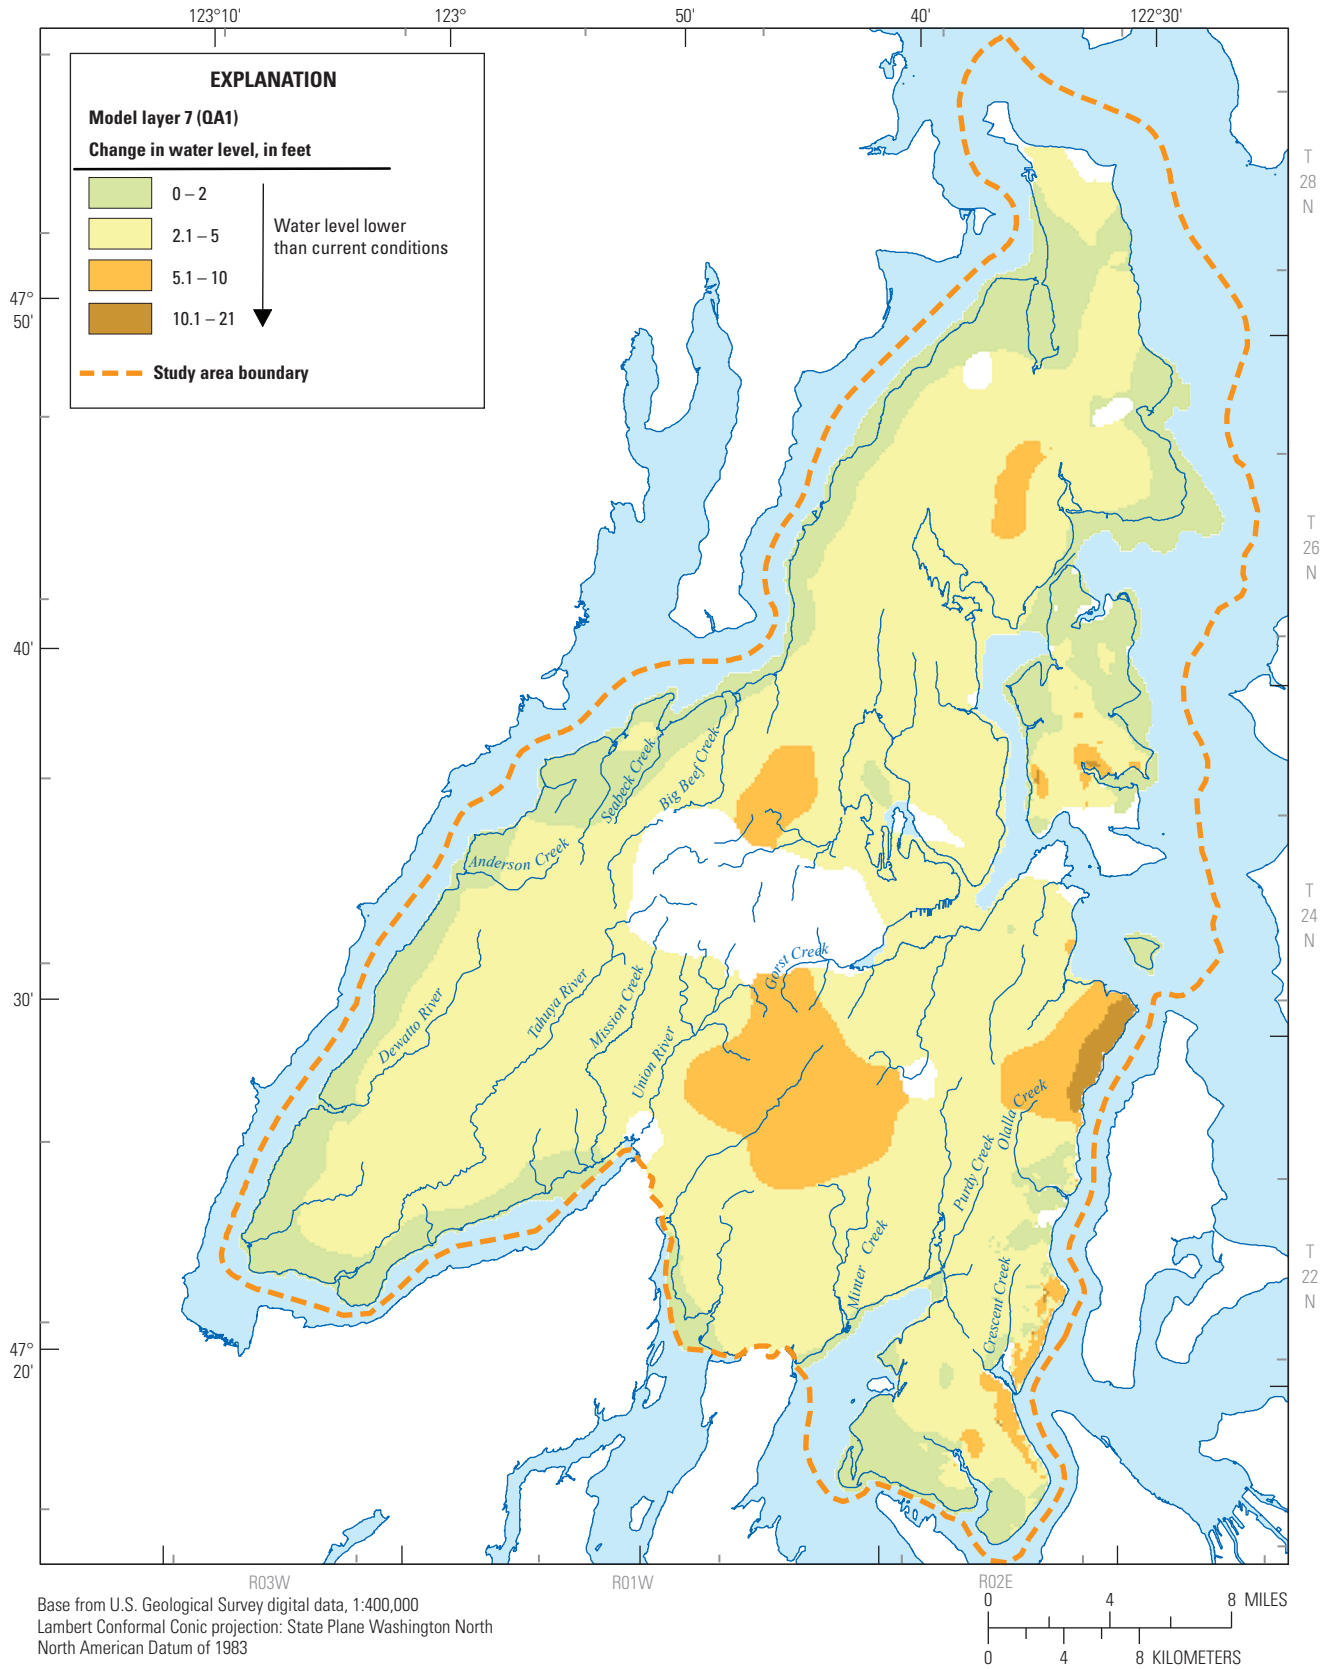 123°10'
123°
50'
40'
122°30'
EXPLANATION
Model layer 7 (QA1)
Change in water level, in feet
0 – 2
2.1 – 5
5.1 – 10
10.1 – 21
Water level lower
than current conditions
Study area boundary
T
28
N
47°
50'
T
26
N
40'
Seabeck Creek
Big Beef Creek
Anderson Creek
T
24
N
Gorst Creek
30'
Dewatto River
Tahuya River
Mission Creek
Union River
Olalla Creek
Purdy Creek
Minter Creek
Crescent Creek
T
22
N
47°
20'
R03W
R01W
R02E
Base from U.S. Geological Survey digital data, 1:400,000
Lambert Conformal Conic projection: State Plane Washington North
North American Datum of 1983
0 4 8 MILES
0 4 8 KILOMETERS